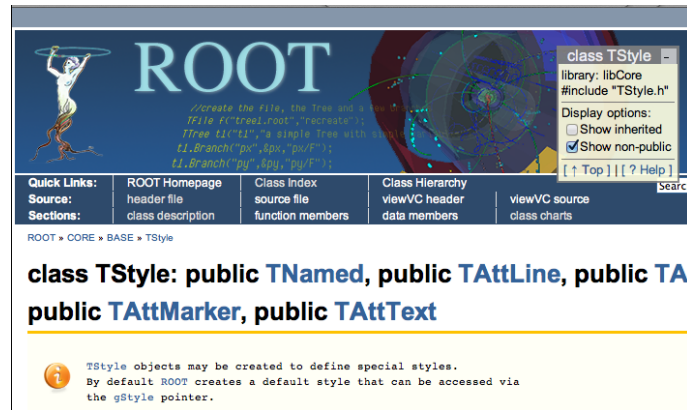 ROOT
//create the file, the Tree and a few
TFile f("tree1.root","recreate");
TTree t1("t1","a simple Tree with simple
t1.Branch("px",&px,"px/F");
t1.Branch("py",&py,"py/F");
class TStyle -
library: libCore
#include "TStyle.h"
Display options:
Show inherited
Show non-public
[ ↑ Top ] | [ ? Help ]
Quick Links: ROOT Homepage Class Index Class Hierarchy
Source: header file source file viewVC header viewVC source
Sections: class description function members data members class charts
ROOT » CORE » BASE » TStyle
class TStyle: public TNamed, public TAttLine, public TA
public TAttMarker, public TAttText
TStyle objects may be created to define special styles.
By default ROOT creates a default style that can be accessed via
the gStyle pointer.